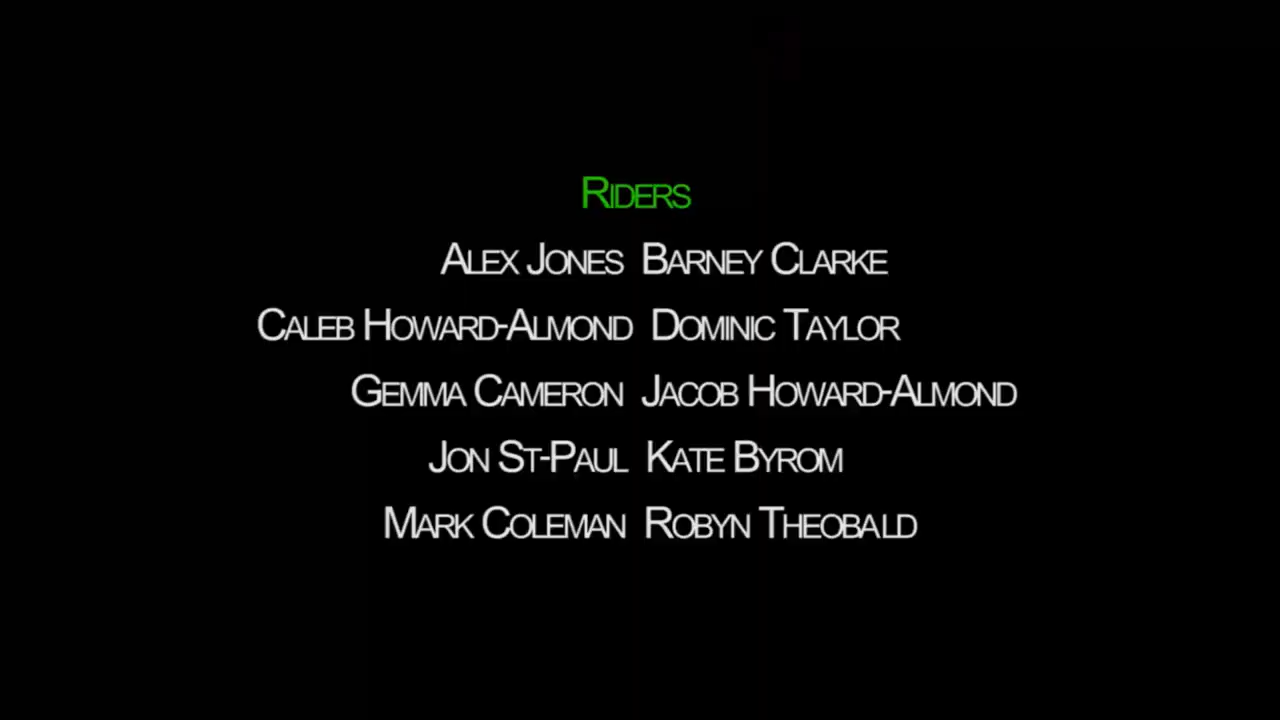 Riders
Alex Jones Barney Clarke
Caleb Howard-Almond Dominic Taylor
Gemma Cameron Jacob Howard-Almond
Jon St-Paul Kate Byrom
Mark Coleman Robyn Theobald